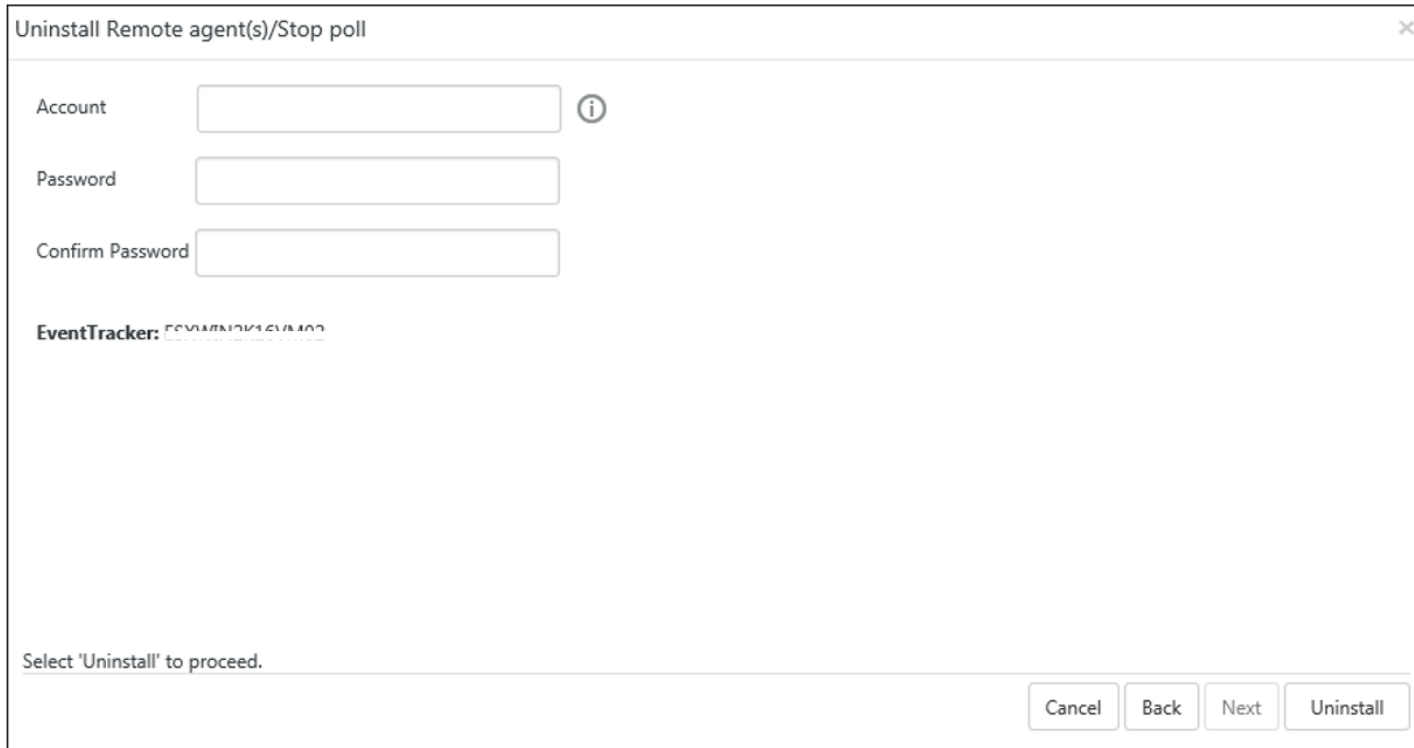 Uninstall Remote agent(s)/Stop poll
Account
Password
Confirm Password
EventTracker:
Select 'Uninstall' to proceed.
Cancel Back Next Uninstall